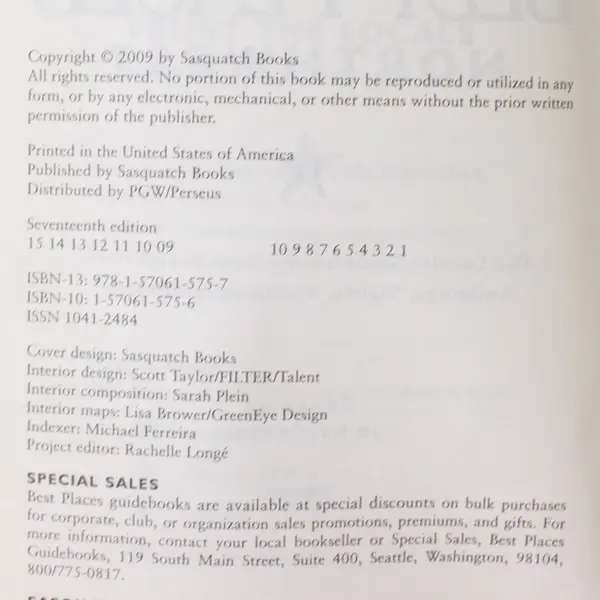 Copyright © 2009 by Sasquatch Books
All rights reserved. No portion of this book may be reproduced or utilized in any
form, or by any electronic, mechanical, or other means without the prior written
permission of the publisher.
Printed in the United States of America
Published by Sasquatch Books
Distributed by PGW/Perseus
Seventeenth edition
15 14 13 12 11 10 09 10 9 8 7 6 5 4 3 2 1
ISBN-13: 978-1-57061-575-7
ISBN-10: 1-57061-575-6
ISSN 1041-2484
Cover design: Sasquatch Books
Interior design: Scott Taylor/FILTER/Talent
Interior composition: Sarah Plein
Interior maps: Lisa Brower/GreenEye Design
Indexer: Michael Ferreira
Project editor: Rachelle Longé
SPECIAL SALES
Best Places guidebooks are available at special discounts on bulk purchases
for corporate, club, or organization sales promotions, premiums, and gifts. For
more information, contact your local bookseller or Special Sales, Best Places
Guidebooks, 119 South Main Street, Suite 400, Seattle, Washington, 98104,
800/775-0817.